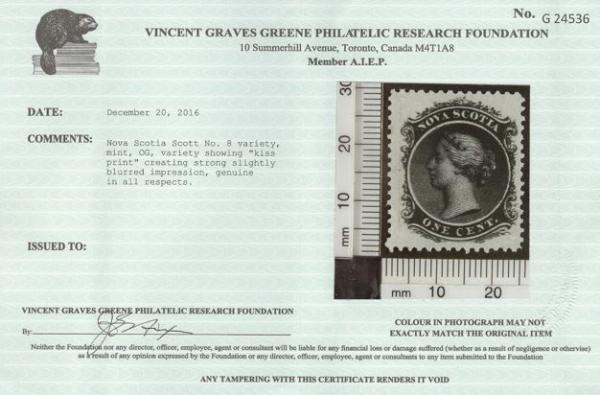 No. G 24536
VINCENT GRAVES GREENE PHILATELIC RESEARCH FOUNDATION
10 Summerhill Avenue, Toronto, Canada M4T1A8
Member A.I.E.P.
DATE: December 20, 2016
COMMENTS: Nova Scotia Scott No. 8 variety,
mint, OG, variety showing "kiss
print" creating strong slightly
blurred impression, genuine
in all respects.
30
20
10
mm
NOVA SCOTIA
ONE CENT.
mm 10 20
ISSUED TO:
VINCENT GRAVES GREENE PHILATELIC RESEARCH FOUNDATION
By:
COLOUR IN PHOTOGRAPH MAY NOT
EXACTLY MATCH THE ORIGINAL ITEM
Neither the Foundation nor any director, officer, employee, agent or consultant will be liable for any financial loss or damage suffered (whether as a result of negligence or otherwise)
as a result of any opinion expressed by the Foundation or any director, officer, employee, agent or consultants to any item submitted to the Foundation
ANY TAMPERING WITH THIS CERTIFICATE RENDERS IT VOID